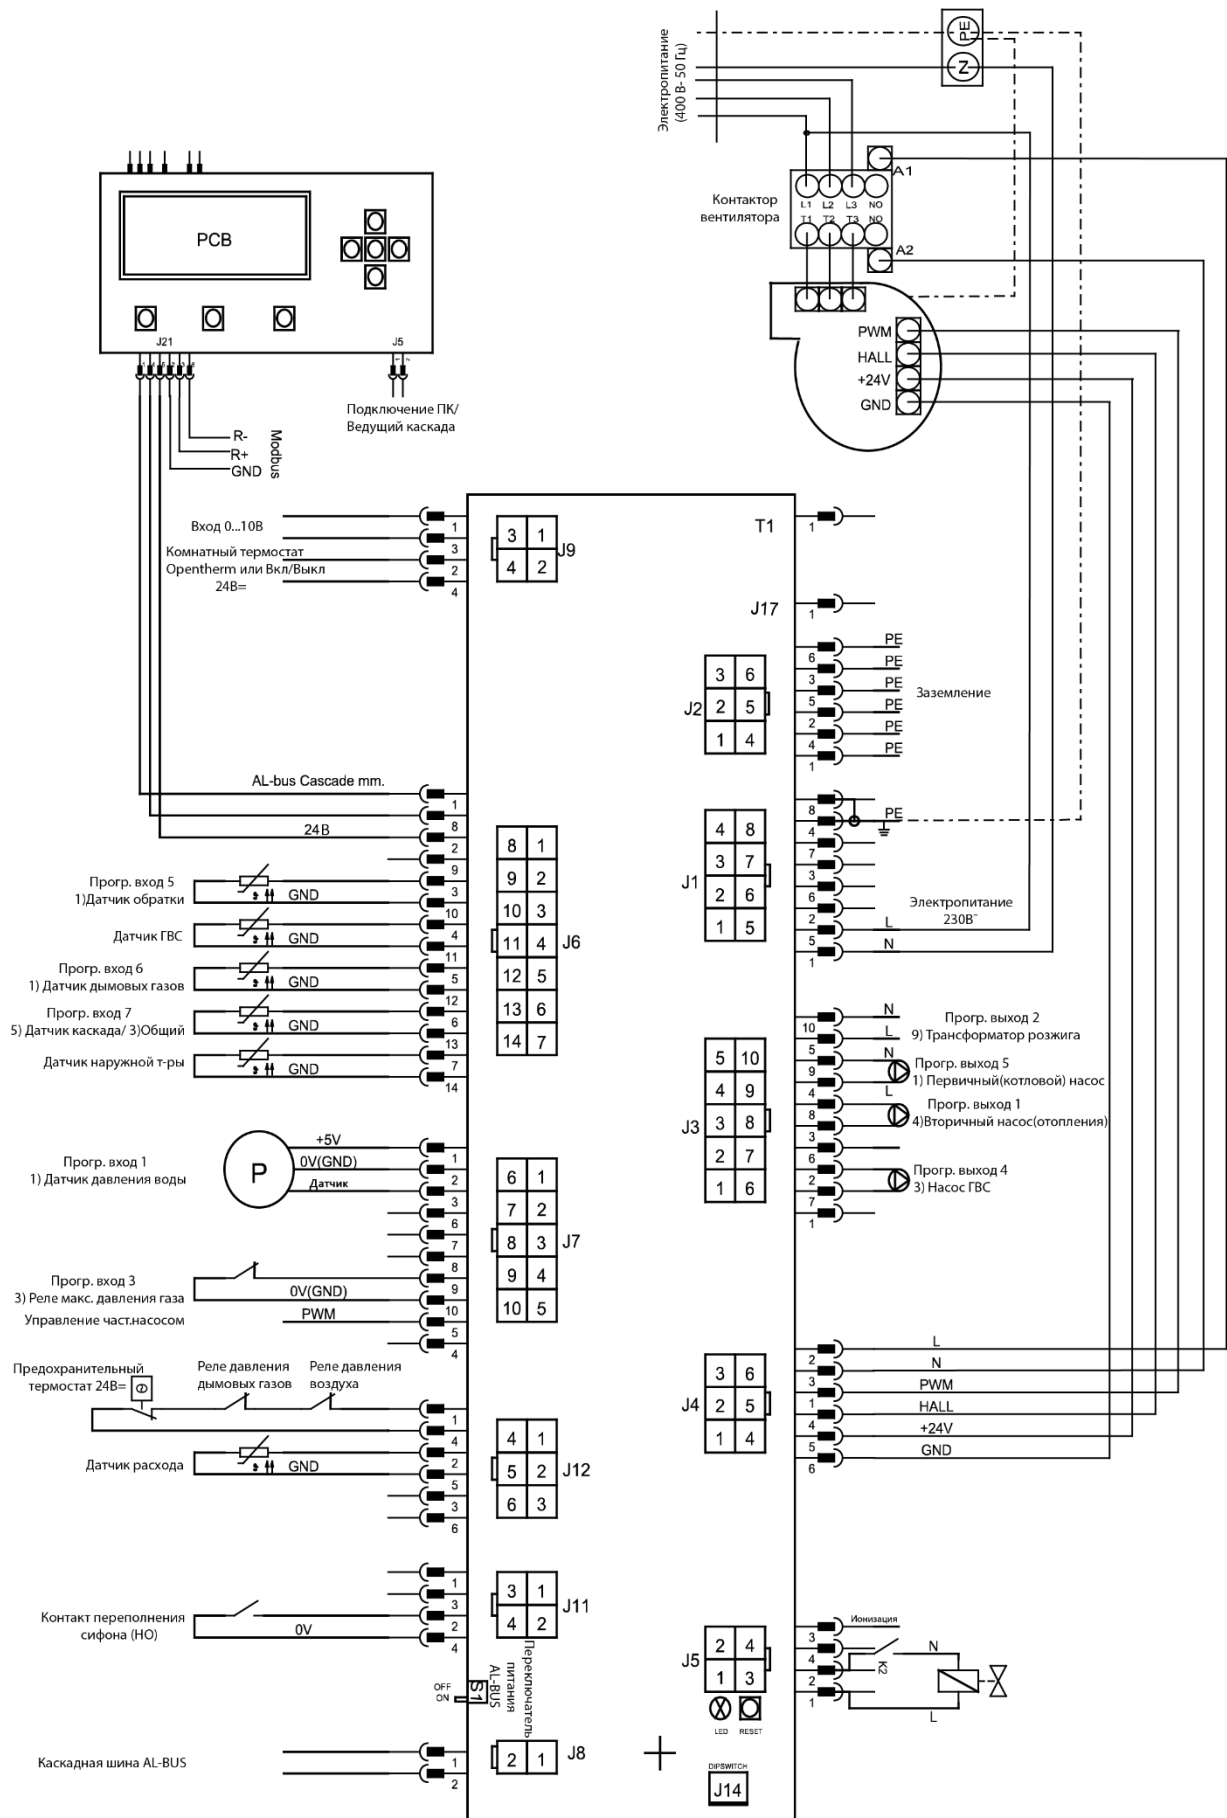 Электропитание
(400 В- 50 Гц)
PE
Z
A1
L1 L2 L3 NO
T1 T2 T3 NO
A2
Контактор
вентилятора
PCB
J21
J5
Подключение ПК/
Ведущий каскада
R-
R+
GND
Modbus
PWM
HALL
+24V
GND
Вход 0...10В
Комнатный термостат
Opentherm или Вкл/Выкл
24В=
1
3
2
4
3 1
4 2
J9
T1
1
J17
1
J2
3 6
2 5
1 4
PE
6
PE
3
PE
5
PE
2
PE
4
PE
1
Заземление
AL-bus Cascade mm.
1
8
24В
2
9
3
10
4
11
5
12
6
13
7
14
Прогр. вход 5
1)Датчик обратки
GND
Датчик ГВС
GND
Прогр. вход 6
1) Датчик дымовых газов
GND
Прогр. вход 7
5) Датчик каскада/ 3)Общий
GND
Датчик наружной т-ры
GND
8 1
9 2
10 3
11 4
12 5
13 6
14 7
J6
J1
4 8
3 7
2 6
1 5
8
PE
4
7
3
6
2
L
5
N
1
Электропитание
230В~
J3
5 10
4 9
3 8
2 7
1 6
N
10
L
5
N
9
4
L
8
3
6
2
7
1
Прогр. выход 2
9) Трансформатор розжига
Прогр. выход 5
1) Первичный(котловой) насос
Прогр. выход 1
4)Вторичный насос(отопления)
Прогр. выход 4
3) Насос ГВС
Прогр. вход 1
1) Датчик давления воды
P
+5V
0V(GND)
Датчик
1
2
3
6
7
8
9
10
5
4
6 1
7 2
8 3
9 4
10 5
J7
Прогр. вход 3
3) Реле макс. давления газа
0V(GND)
Управление част.насосом
PWM
J4
3 6
2 5
1 4
L
2
N
3
PWM
1
HALL
4
+24V
5
GND
6
Предохранительный
термостат 24В=
Реле давления
дымовых газов
Реле давления
воздуха
1
4
2
5
3
6
Датчик расхода
GND
4 1
5 2
6 3
J12
Контакт переполнения
сифона (НО)
0V
1
3
2
4
3 1
4 2
J11
OFF
ON
S1
Переключатель
питания
AL-BUS
Каскадная шина AL-BUS
1
2
2 1
J8
J5
2 4
1 3
Ионизация
3
4
2
1
K2
N
L
LED
RESET
DIPSWITCH
J14